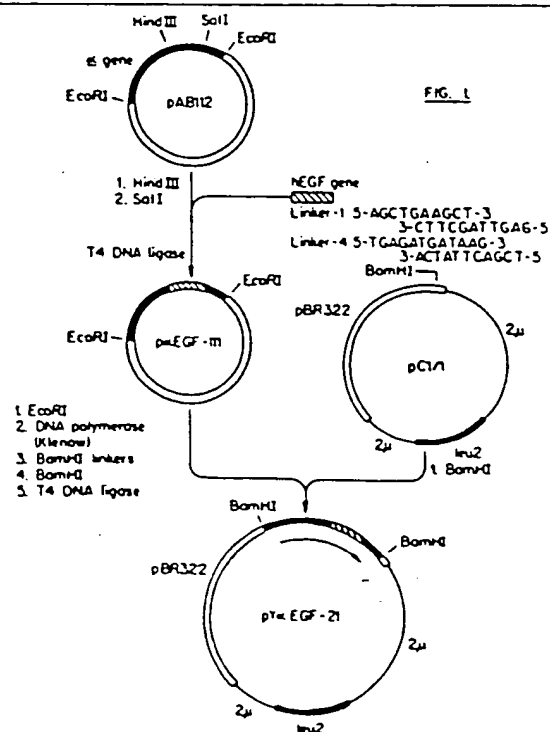 Hind III
SalI
EcoRI
α gene
EcoRI
pAB112
FIG. 1
1. Hind III
2. SalI
hEGF gene
Linker-1 5-AGCTGAAGCT-3
3-CTTCGATTGAG-5
Linker-4 5-TGAGATGATAAG-3
3-ACTATTCAGCT-5
T4 DNA ligase
BamHI
EcoRI
pBR322
2μ
EcoRI
pαEGF-111
pC1/1
1. EcoRI
2. DNA polymerase
(Klenow)
3. BamHI linkers
4. BamHI
5. T4 DNA ligase
2μ
leu2
1. BamHI
BamHI
BamHI
pBR322
pYαEGF-21
2μ
2μ
leu2